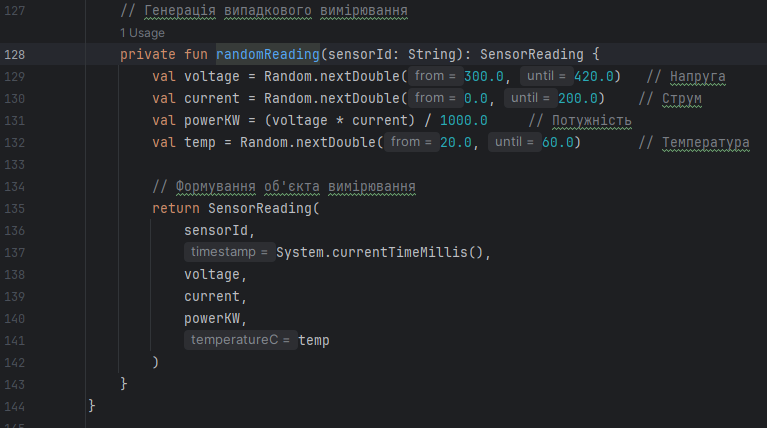 127 // Генерація випадкового вимірювання
1 Usage
128 private fun randomReading(sensorId: String): SensorReading {
129 val voltage = Random.nextDouble( from = 300.0, until = 420.0) // Напруга
130 val current = Random.nextDouble( from = 0.0, until = 200.0) // Струм
131 val powerKW = (voltage * current) / 1000.0 // Потужність
132 val temp = Random.nextDouble( from = 20.0, until = 60.0) // Температура
133
134 // Формування об'єкта вимірювання
135 return SensorReading(
136 sensorId,
137 timestamp = System.currentTimeMillis(),
138 voltage,
139 current,
140 powerKW,
141 temperatureC = temp
142 )
143 }
144 }
145